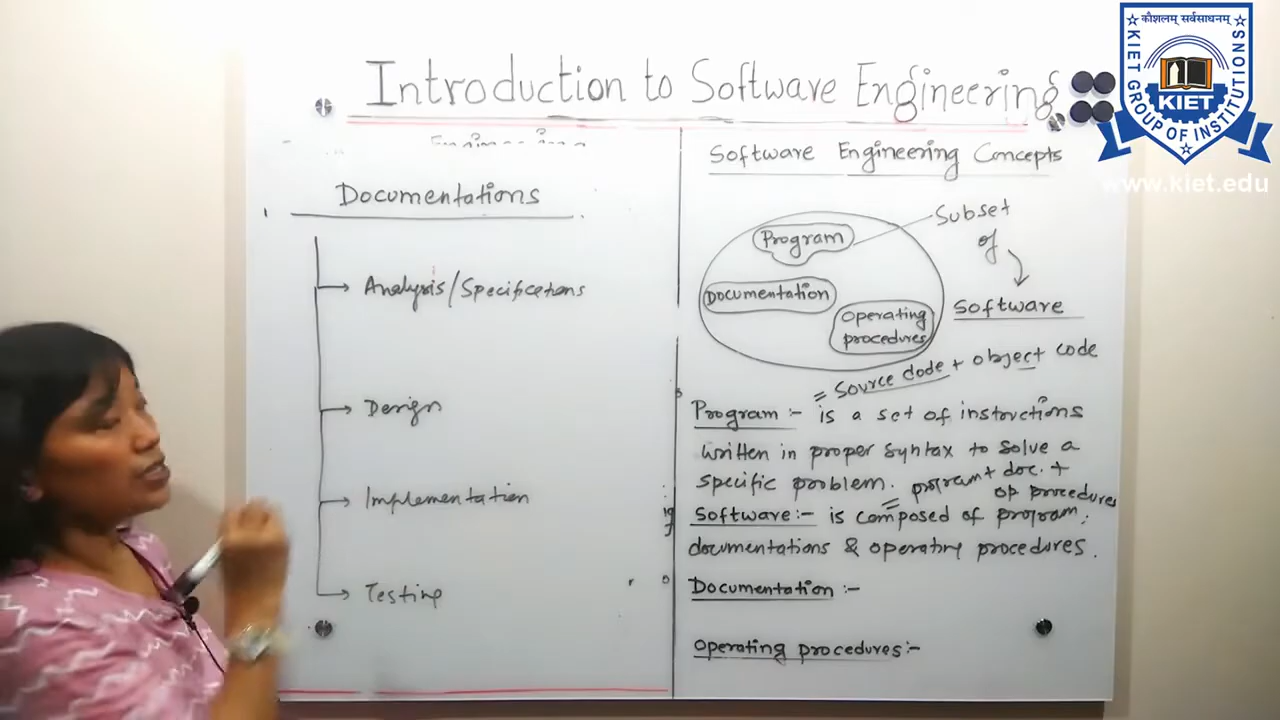 Introduction to Software Engineering
Documentations
Analysis/Specifications
Design
Implementation
Testing
Software Engineering Concepts
Program
Documentation
Operating
procedures
Subset
of
Software
= Source dode + object code
Program :- is a set of instructions
written in proper syntax to solve a
specific problem.
= program + doc. +
op procedures
Software :- is composed of program,
documentations & operating procedures.
Documentation :-
Operating procedures :-
कौशलम् सर्वसाधनम्
KIET GROUP OF INSTITUTIONS
KIET
www.kiet.edu